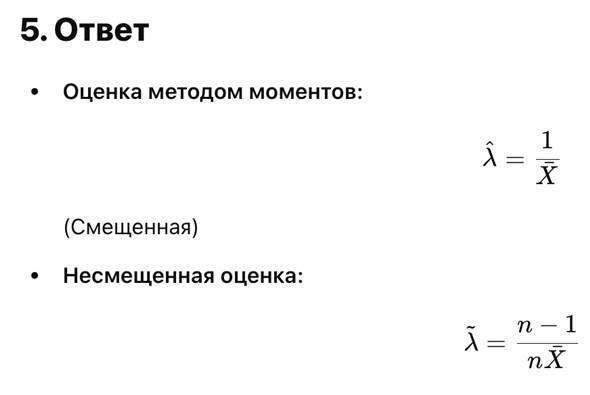 5. Ответ
• Оценка методом моментов:
λ̂ = 1/X̄
(Смещенная)
• Несмещенная оценка:
λ̃ = (n − 1)/(nX̄)